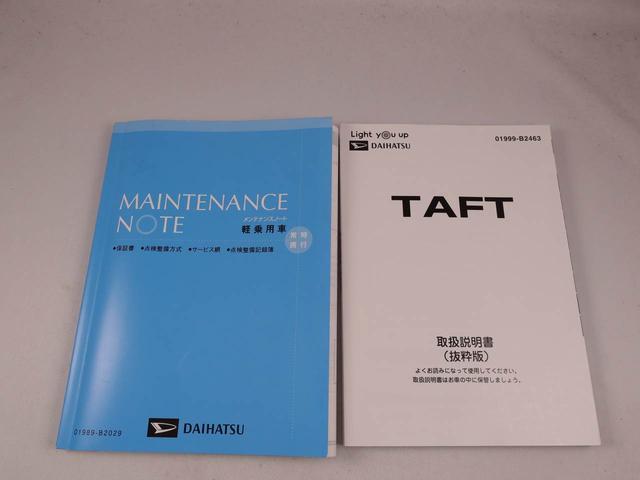 MAINTENANCE
NOTE
メンテナンスノート
軽乗用車
常時
携行
●保証書 ●点検整備方式 ●サービス網 ●点検整備記録簿
01989-B2029
DAIHATSU
Light you up
DAIHATSU
01999-B2463
TAFT
取扱説明書
(抜粋版)
よくお読みになって使用してください。
取扱説明書はお車の中に保管しましょう。